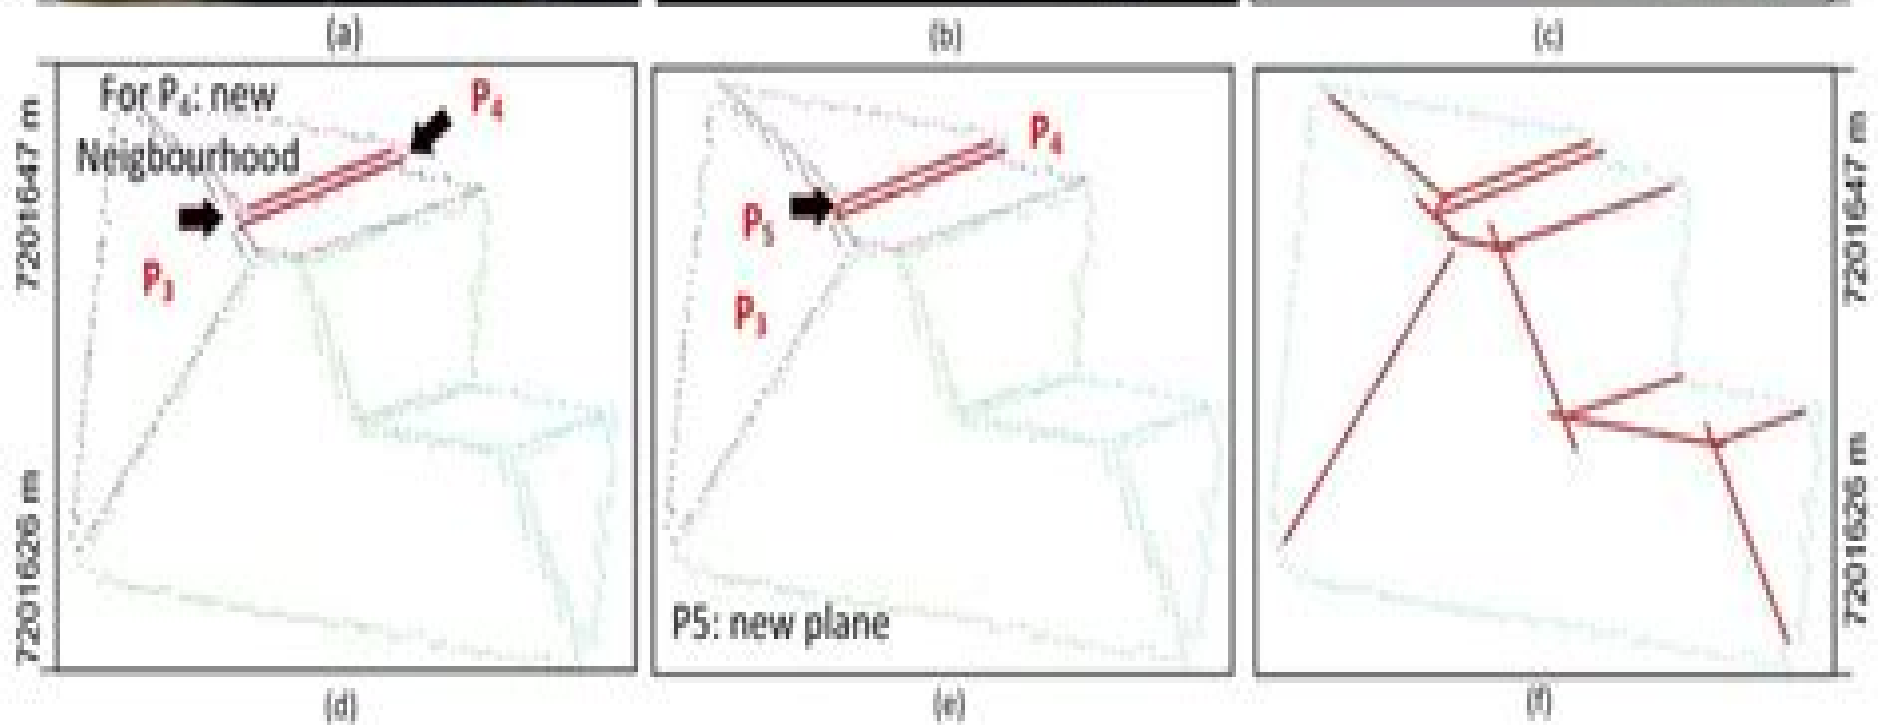 (a)
(b)
(c)
For P4: new
Neigbourhood
P4
P3
7201647 m
7201626 m
(d)
P4
P5
P3
P5: new plane
(e)
7201647 m
7201626 m
(f)